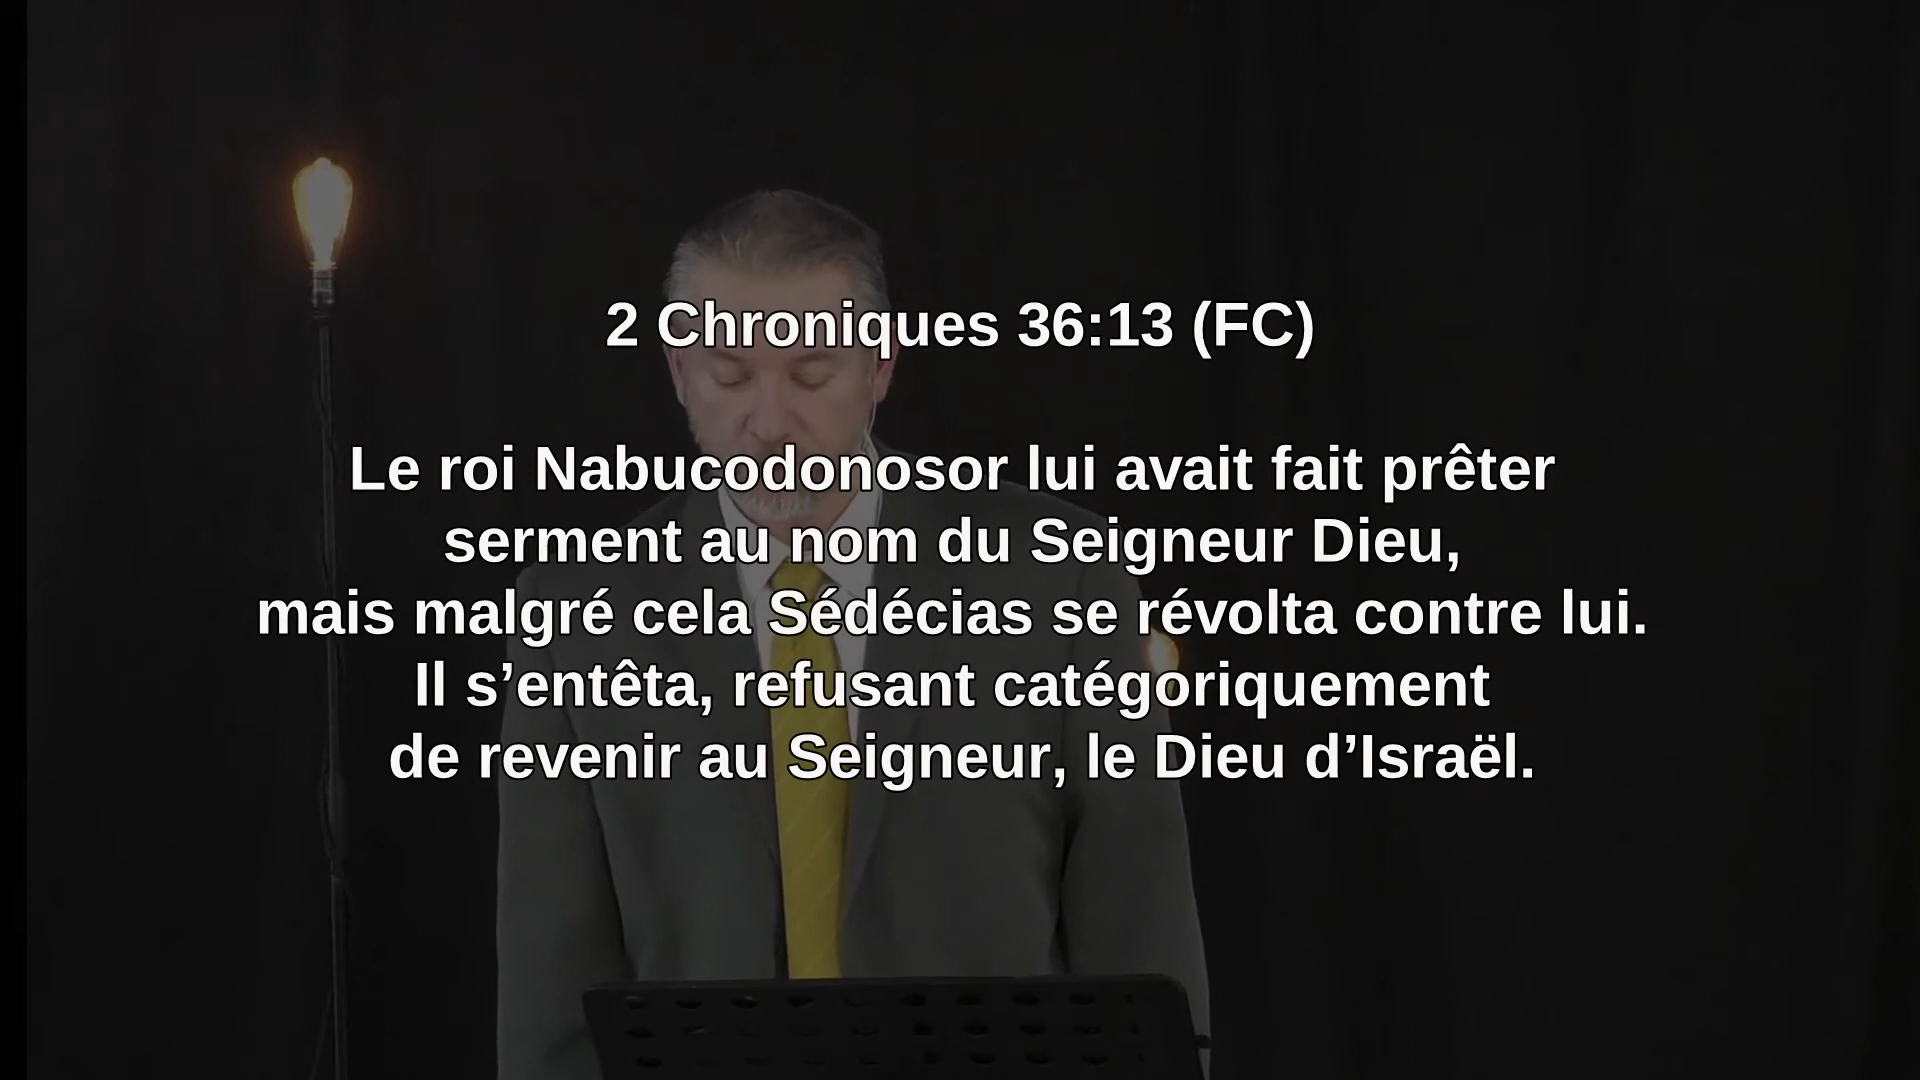 2 Chroniques 36:13 (FC)
Le roi Nabucodonosor lui avait fait prêter
serment au nom du Seigneur Dieu,
mais malgré cela Sédécias se révolta contre lui.
Il s’entêta, refusant catégoriquement
de revenir au Seigneur, le Dieu d’Israël.